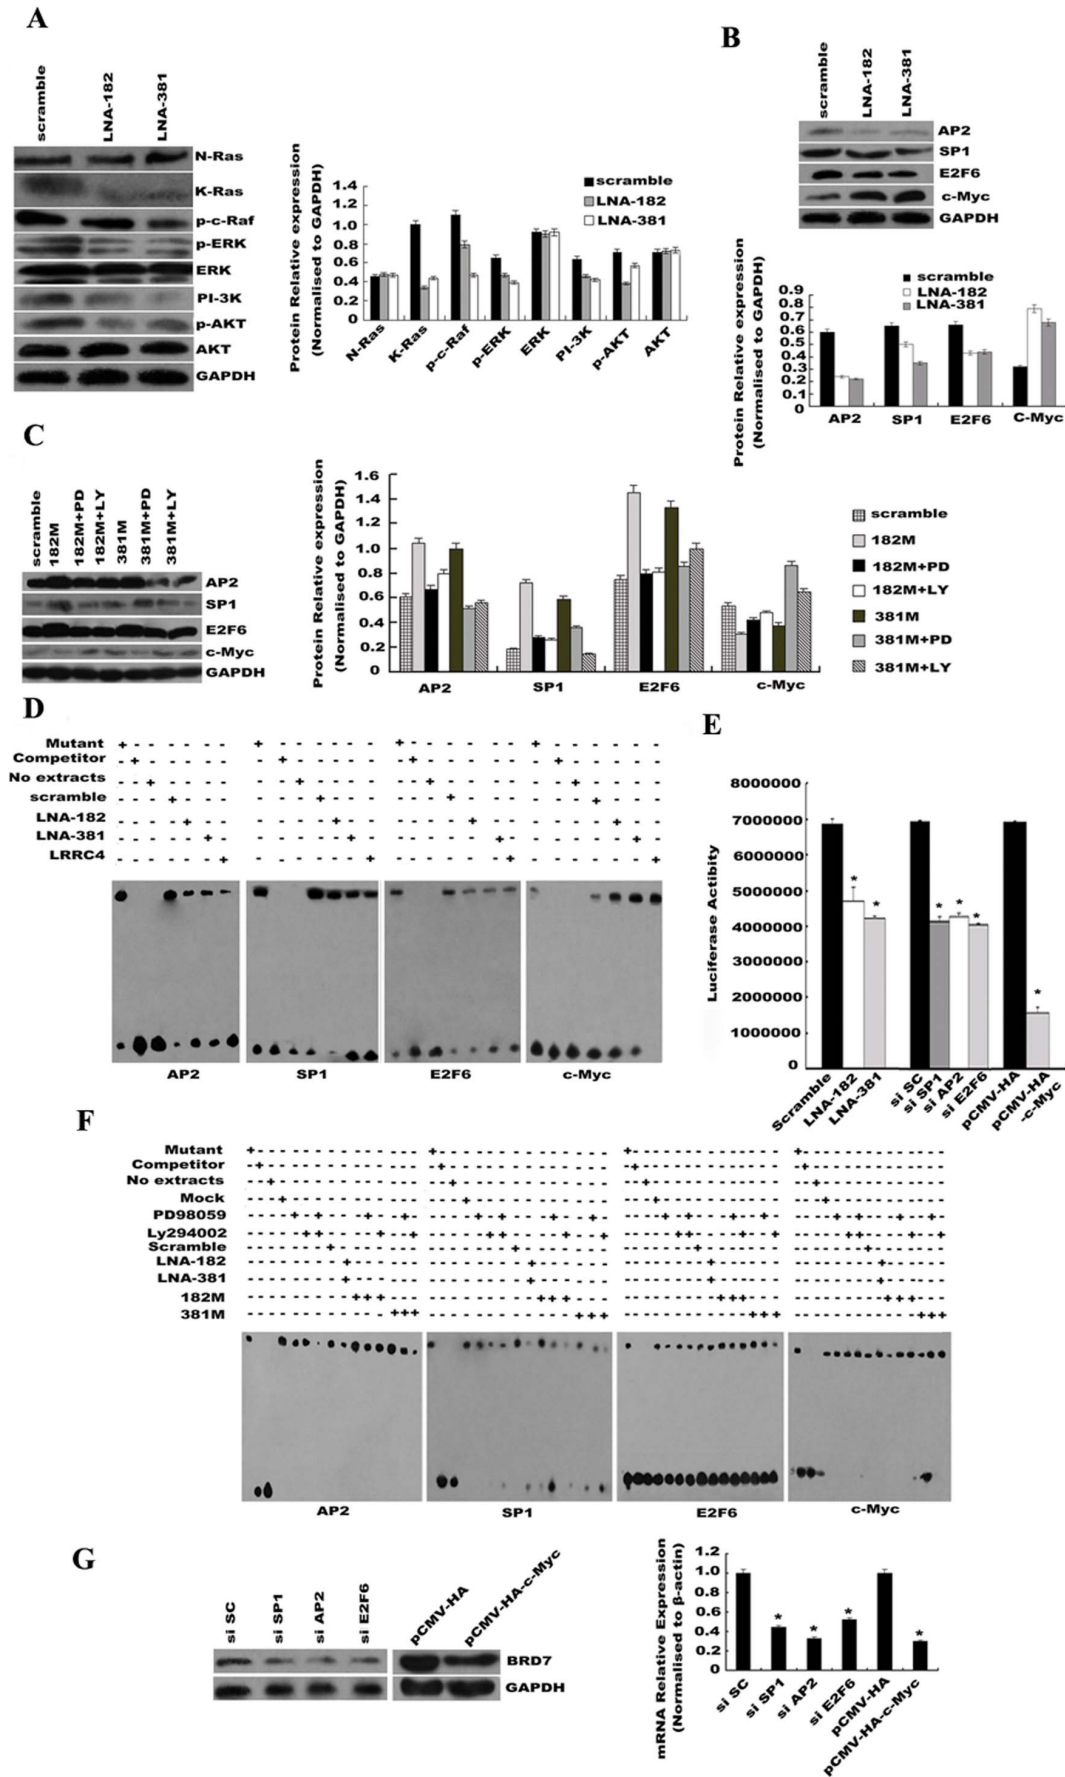 A
scramble
LNA-182
LNA-381
N-Ras
K-Ras
p-c-Raf
p-ERK
ERK
PI-3K
p-AKT
AKT
GAPDH
Protein Relative expression
(Normalised to GAPDH)
1.4
1.2
1.0
0.8
0.6
0.4
0.2
0
scramble
LNA-182
LNA-381
N-Ras
K-Ras
p-c-Raf
p-ERK
ERK
PI-3K
p-AKT
AKT
B
scramble
LNA-182
LNA-381
AP2
SP1
E2F6
c-Myc
GAPDH
Protein Relative expression
(Normalised to GAPDH)
0.9
0.8
0.7
0.6
0.5
0.4
0.3
0.2
0.1
0
scramble
LNA-182
LNA-381
AP2
SP1
E2F6
C-Myc
C
scramble
182M
182M+PD
182M+LY
381M
381M+PD
381M+LY
AP2
SP1
E2F6
c-Myc
GAPDH
Protein Relative expression
(Normalised to GAPDH)
1.6
1.4
1.2
1.0
0.8
0.6
0.4
0.2
0
AP2
SP1
E2F6
c-Myc
scramble
182M
182M+PD
182M+LY
381M
381M+PD
381M+LY
D
Mutant + - - - - - - + - - - - - - + - - - - - - + - - - - - -
Competitor - + - - - - - - + - - - - - - + - - - - - - + - - - - -
No extracts - - + - - - - - - + - - - - - - + - - - - - - + - - - -
scramble - - - + - - - - - - + - - - - - - + - - - - - - + - - -
LNA-182 - - - - + - - - - - - + - - - - - - + - - - - - - + - -
LNA-381 - - - - - + - - - - - - + - - - - - - + - - - - - - + -
LRRC4 - - - - - - + - - - - - - + - - - - - - + - - - - - - +
AP2
SP1
E2F6
c-Myc
E
Luciferase Actibity
8000000
7000000
6000000
5000000
4000000
3000000
2000000
1000000
0
* * * * * *
Scramble
LNA-182
LNA-381
si SC
si SP1
si AP2
si E2F6
pCMV-HA
pCMV-HA
-c-Myc
F
Mutant
Competitor
No extracts
Mock
PD98059
Ly294002
Scramble
LNA-182
LNA-381
182M
381M
AP2
SP1
E2F6
c-Myc
G
si SC
si SP1
si AP2
si E2F6
pCMV-HA
pCMV-HA-c-Myc
BRD7
GAPDH
mRNA Relative Expression
(Normalised to β-actin)
1.2
1.0
0.8
0.6
0.4
0.2
0
* * * *
si SC
si SP1
si AP2
si E2F6
pCMV-HA
pCMV-HA-c-Myc